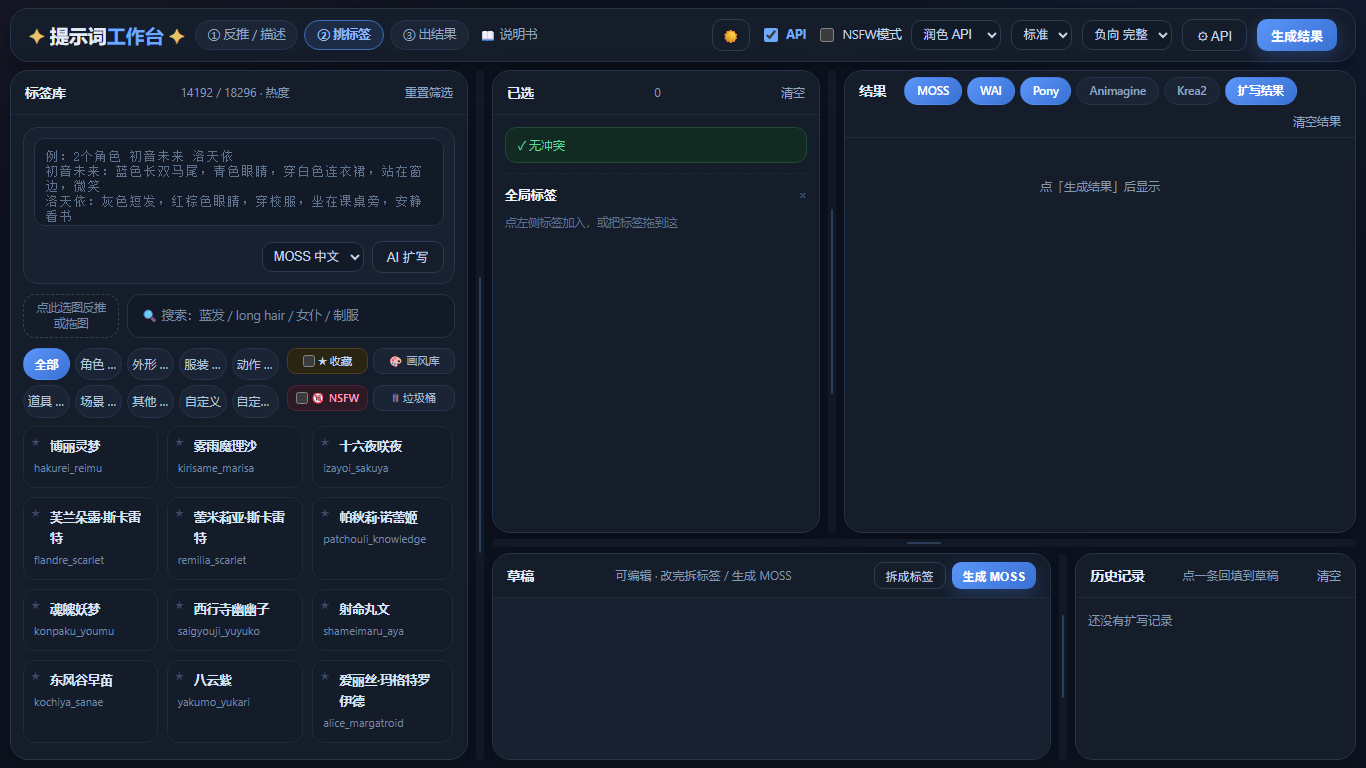 ✦ 提示词工作台 ✦
① 反推 / 描述
② 挑标签
③ 出结果
📖 说明书
API
NSFW模式
润色 API
标准
负向 完整
⚙ API
生成结果
标签库
14192 / 18296 · 热度
重置筛选
例: 2个角色 初音未来 洛天依
初音未来: 蓝色长双马尾, 青色眼睛, 穿白色连衣裙, 站在窗
边, 微笑
洛天依: 灰色短发, 红棕色眼睛, 穿校服, 坐在课桌旁, 安静
看书
MOSS 中文
AI 扩写
点此选图反推
或拖图
🔍 搜索：蓝发 / long hair / 女仆 / 制服
全部
角色 ...
外形 ...
服装 ...
动作 ...
★ 收藏
🎨 画风库
道具 ...
场景 ...
其他 ...
自定义
自定...
🔞 NSFW
🗑 垃圾桶
★ 博丽灵梦
hakurei_reimu
★ 雾雨魔理沙
kirisame_marisa
★ 十六夜咲夜
izayoi_sakuya
★ 芙兰朵露·斯卡雷
特
flandre_scarlet
★ 蕾米莉亚·斯卡雷
特
remilia_scarlet
★ 帕秋莉·诺蕾姬
patchouli_knowledge
★ 魂魄妖梦
konpaku_youmu
★ 西行寺幽幽子
saigyouji_yuyuko
★ 射命丸文
shameimaru_aya
★ 东风谷早苗
kochiya_sanae
★ 八云紫
yakumo_yukari
★ 爱丽丝·玛格特罗
伊德
alice_margatroid
已选
0
清空
✓ 无冲突
全局标签
×
点左侧标签加入，或把标签拖到这
结果
MOSS
WAI
Pony
Animagine
Krea2
扩写结果
清空结果
点「生成结果」后显示
草稿
可编辑 · 改完拆标签 / 生成 MOSS
拆成标签
生成 MOSS
历史记录
点一条回填到草稿
清空
还没有扩写记录